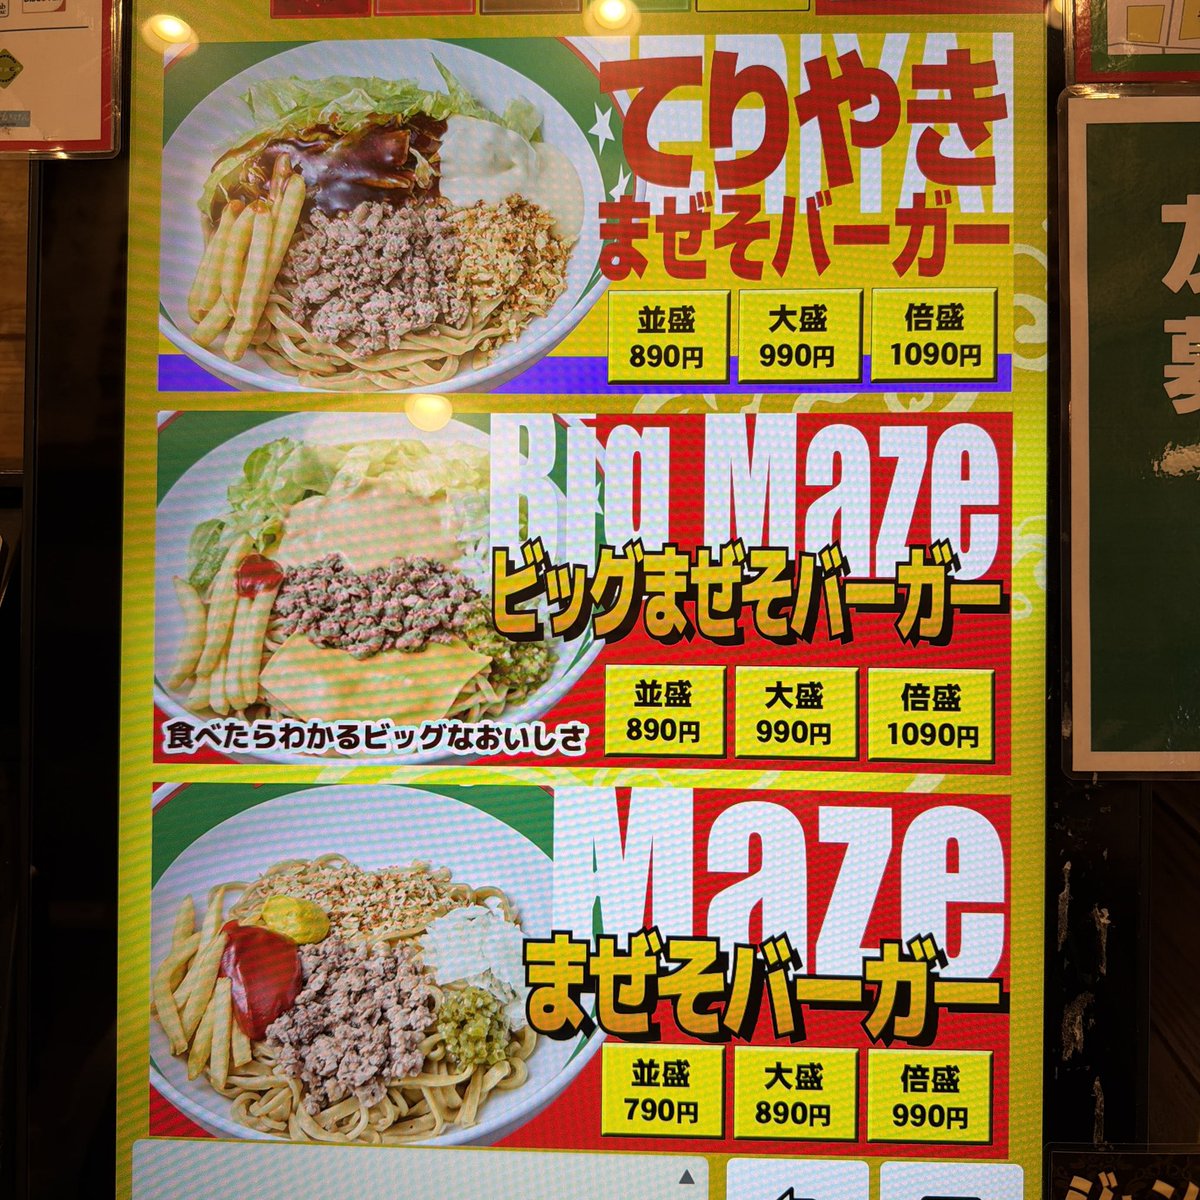 TERIYAKI
てりやき
まぜそバーガー
並盛 大盛 倍盛
890円 990円 1090円
Big Maze
ビッグまぜそバーガー
並盛 大盛 倍盛
890円 990円 1090円
食べたらわかるビッグなおいしさ
Maze
まぜそバーガー
並盛 大盛 倍盛
790円 890円 990円